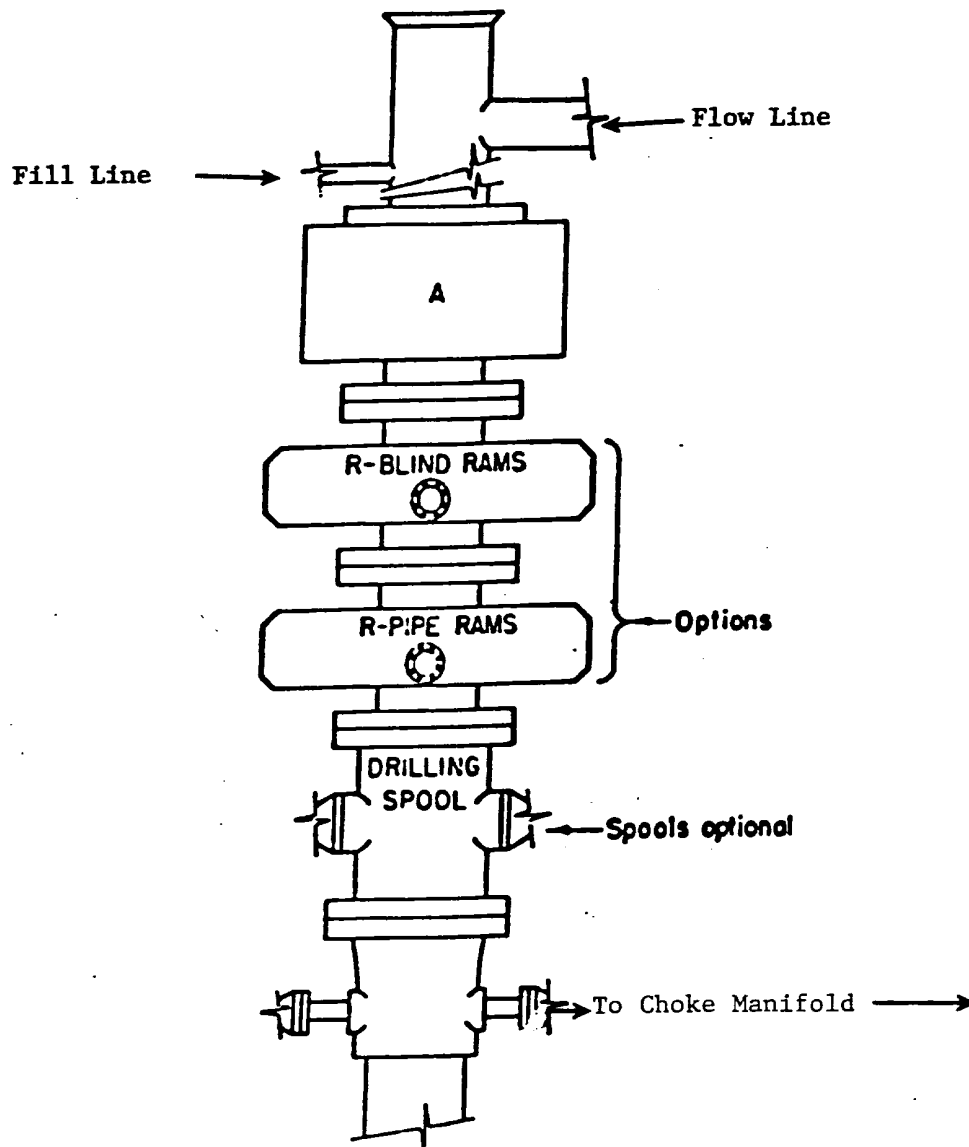 Flow Line
Fill Line
A
R-BLIND RAMS
R-PIPE RAMS
Options
DRILLING
SPOOL
Spools optional
To Choke Manifold